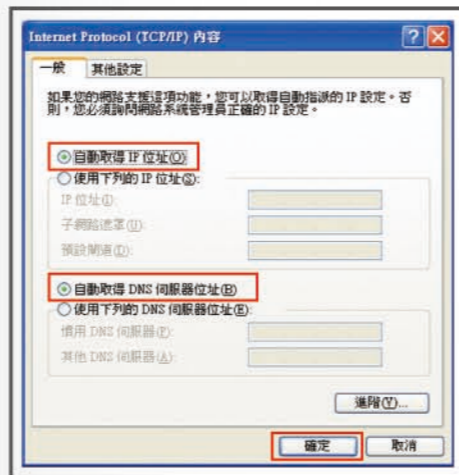 Internet Protocol (TCP/IP) 內容
一般
其他設定
如果您的網路支援這項功能，您可以取得自動指派的 IP 設定。否
則，您必須詢問網路系統管理員正確的 IP 設定。
自動取得 IP 位址(O)
使用下列的 IP 位址(S):
IP 位址(I):
子網路遮罩(U):
預設閘道(D):
自動取得 DNS 伺服器位址(B)
使用下列的 DNS 伺服器位址(E):
慣用 DNS 伺服器(P):
其他 DNS 伺服器(A):
進階(V)...
確定
取消